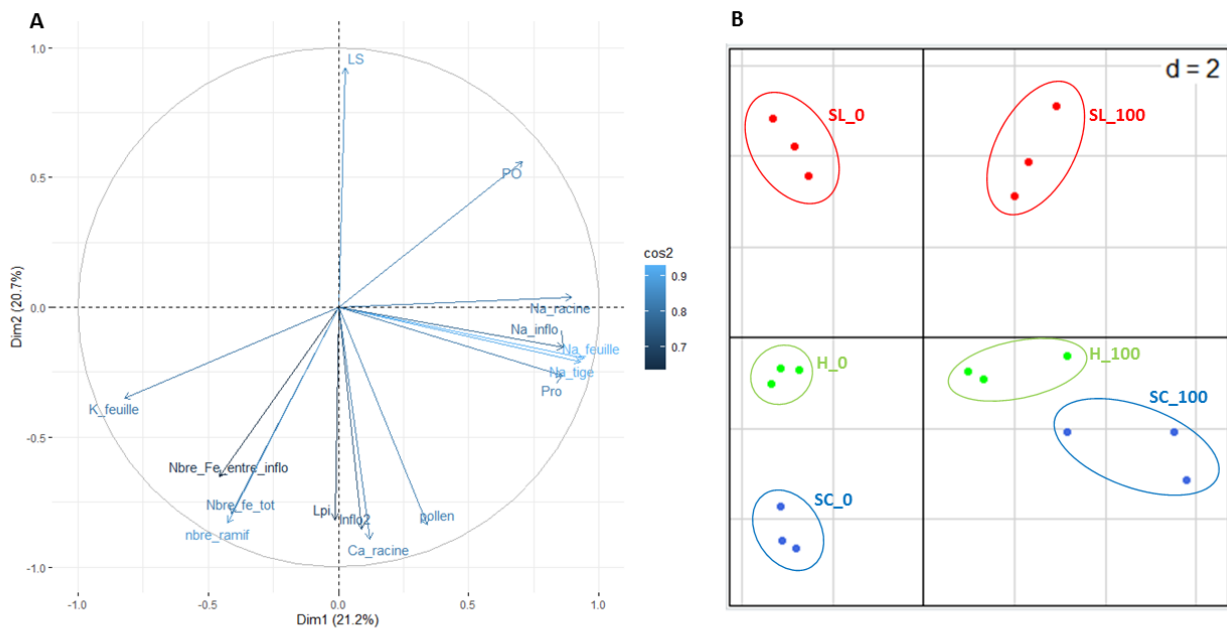 A
1.0
0.5
0.0
-0.5
-1.0
Dim2 (20.7%)
LS
PO
Na_racine
Na_inflo
Na_feuille
Na_tige
Pro
K_feuille
Nbre_Fe_entre_inflo
Nbre_fe_tot
nbre_ramif
Lpi
Inflo2
Ca_racine
pollen
-1.0 -0.5 0.0 0.5 1.0
Dim1 (21.2%)
cos2
0.9
0.8
0.7
B
d = 2
SL_0
SL_100
H_0
H_100
SC_100
SC_0